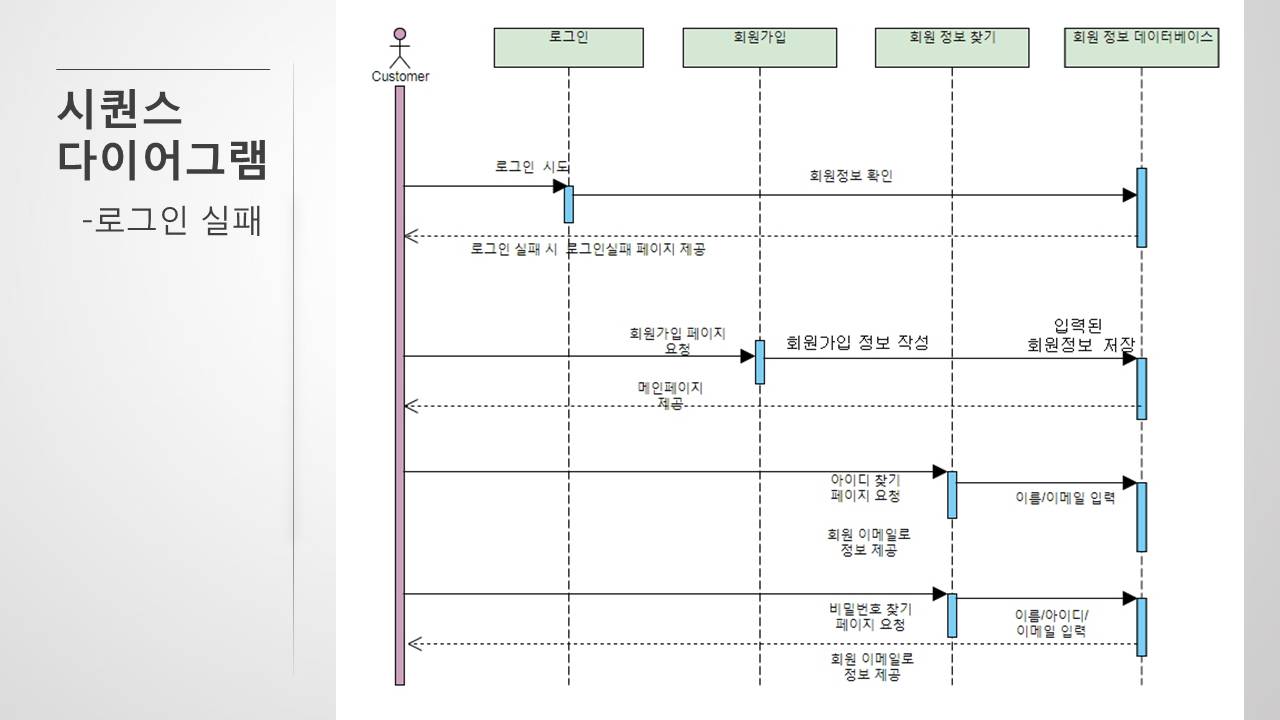 시퀀스
다이어그램
-로그인 실패
Customer
로그인
회원가입
회원 정보 찾기
회원 정보 데이터베이스
로그인 시도
회원정보 확인
로그인 실패 시 로그인실패 페이지 제공
회원가입 페이지
요청
회원가입 정보 작성
입력된
회원정보 저장
메인페이지
제공
아이디 찾기
페이지 요청
이름/이메일 입력
회원 이메일로
정보 제공
비밀번호 찾기
페이지 요청
이름/아이디/
이메일 입력
회원 이메일로
정보 제공